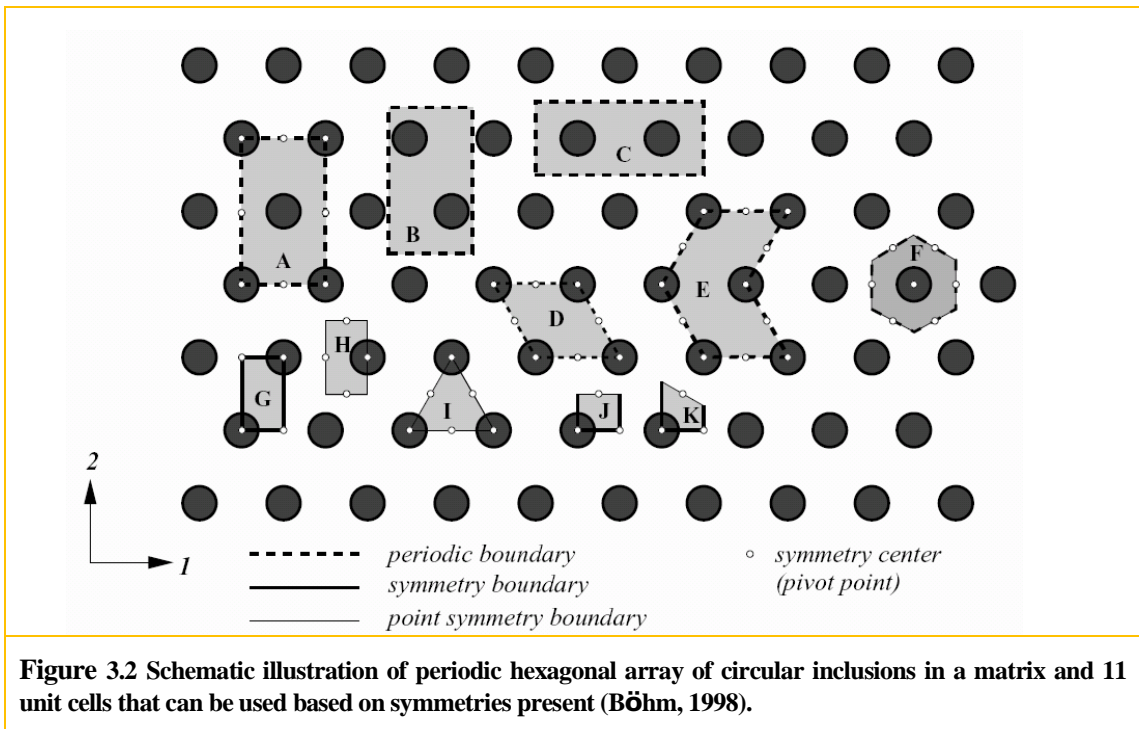 A
B
C
D
E
F
G
H
I
J
K
2
1
periodic boundary
symmetry boundary
point symmetry boundary
symmetry center
(pivot point)
Figure 3.2 Schematic illustration of periodic hexagonal array of circular inclusions in a matrix and 11
unit cells that can be used based on symmetries present (Böhm, 1998).